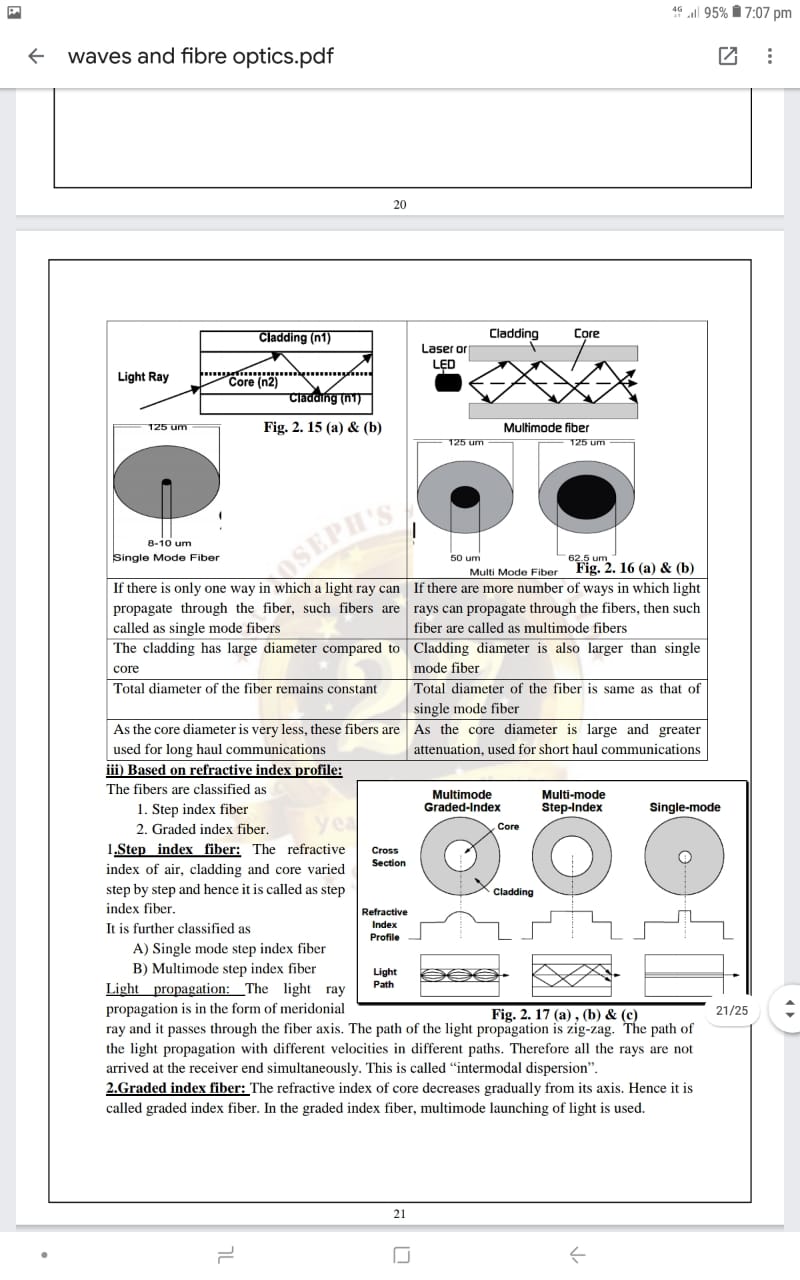 4G 95% 7:07 pm
waves and fibre optics.pdf
20
Cladding (n1)
Light Ray
Core (n2)
Cladding (n1)
125 um
Fig. 2. 15 (a) & (b)
8-10 um
Single Mode Fiber
Cladding Core
Laser or
LED
Multimode fiber
125 um 125 um
50 um 62.5 um
Multi Mode Fiber Fig. 2. 16 (a) & (b)
If there is only one way in which a light ray can
propagate through the fiber, such fibers are
called as single mode fibers
If there are more number of ways in which light
rays can propagate through the fibers, then such
fiber are called as multimode fibers
The cladding has large diameter compared to
core
Cladding diameter is also larger than single
mode fiber
Total diameter of the fiber remains constant
Total diameter of the fiber is same as that of
single mode fiber
As the core diameter is very less, these fibers are
used for long haul communications
As the core diameter is large and greater
attenuation, used for short haul communications
iii) Based on refractive index profile:
The fibers are classified as
1. Step index fiber
2. Graded index fiber.
1.Step index fiber: The refractive
index of air, cladding and core varied
step by step and hence it is called as step
index fiber.
It is further classified as
A) Single mode step index fiber
B) Multimode step index fiber
Light propagation: The light ray
propagation is in the form of meridonial
Multimode
Graded-Index
Multi-mode
Step-Index
Single-mode
Core
Cross
Section
Cladding
Refractive
Index
Profile
Light
Path
Fig. 2. 17 (a) , (b) & (c)
21/25
ray and it passes through the fiber axis. The path of the light propagation is zig-zag. The path of
the light propagation with different velocities in different paths. Therefore all the rays are not
arrived at the receiver end simultaneously. This is called “intermodal dispersion”.
2.Graded index fiber: The refractive index of core decreases gradually from its axis. Hence it is
called graded index fiber. In the graded index fiber, multimode launching of light is used.
21